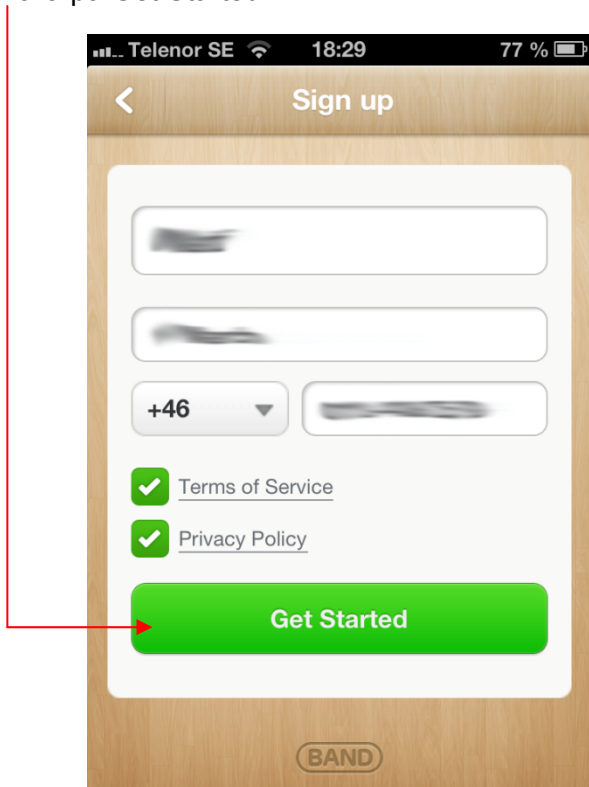 Telenor SE 18:29 77 %
Sign up
+46
Terms of Service
Privacy Policy
Get Started
BAND